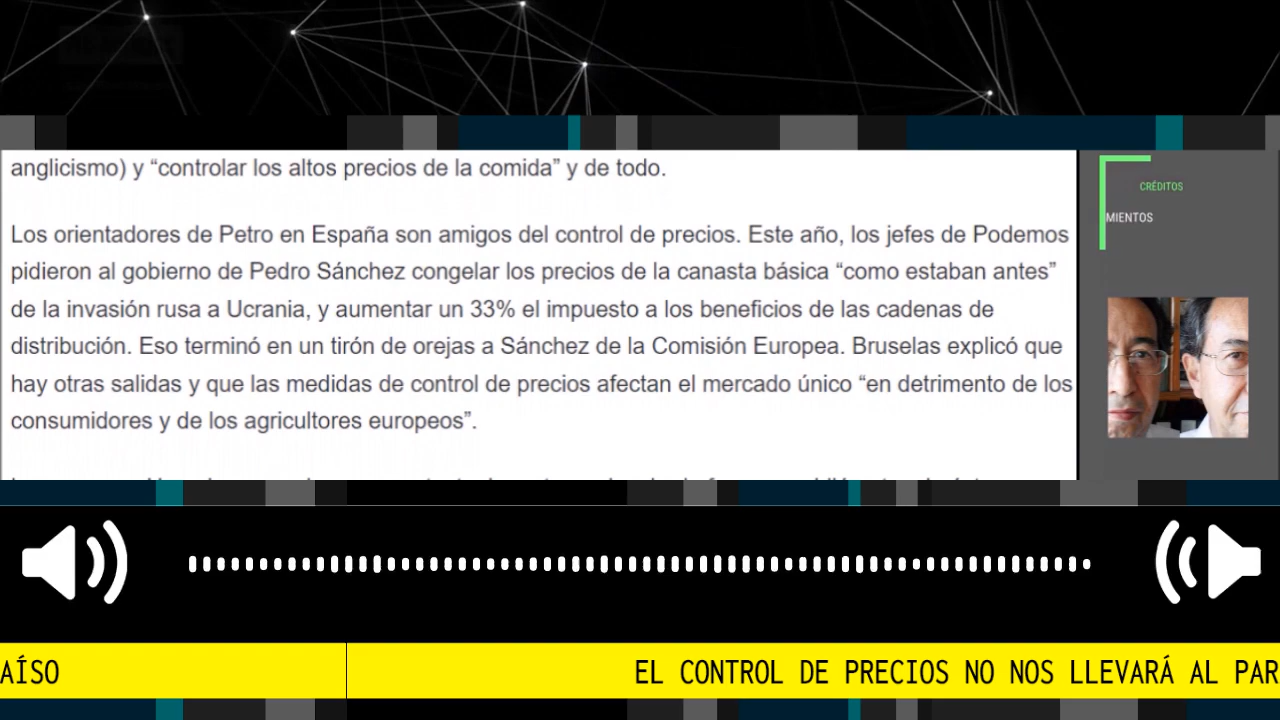 anglicismo) y “controlar los altos precios de la comida” y de todo.
Los orientadores de Petro en España son amigos del control de precios. Este año, los jefes de Podemos
pidieron al gobierno de Pedro Sánchez congelar los precios de la canasta básica “como estaban antes”
de la invasión rusa a Ucrania, y aumentar un 33% el impuesto a los beneficios de las cadenas de
distribución. Eso terminó en un tirón de orejas a Sánchez de la Comisión Europea. Bruselas explicó que
hay otras salidas y que las medidas de control de precios afectan el mercado único “en detrimento de los
consumidores y de los agricultores europeos”.
CRÉDITOS
MIENTOS
AÍSO
EL CONTROL DE PRECIOS NO NOS LLEVARÁ AL PAR